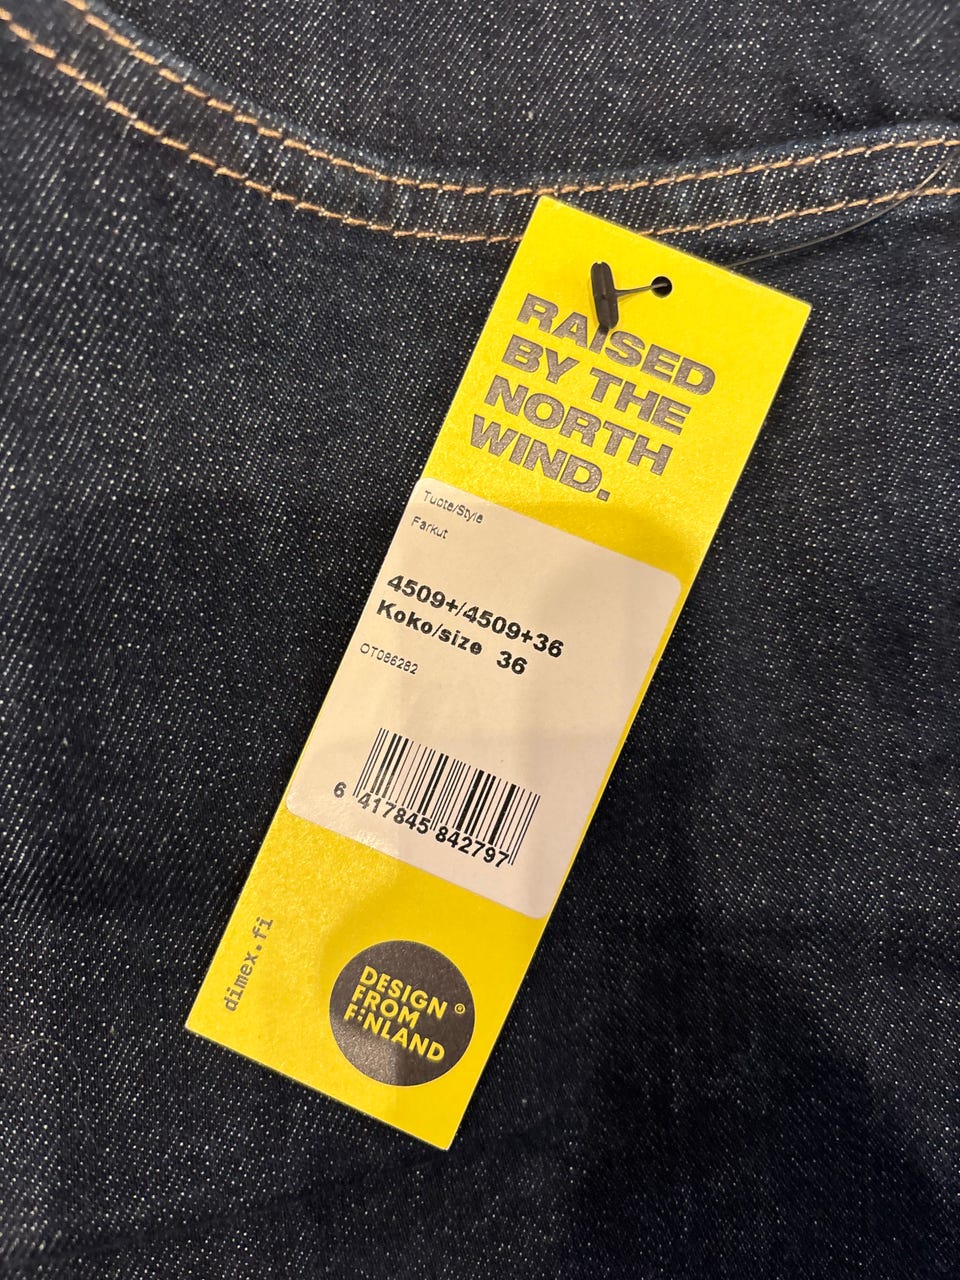 RAISED
BY THE
NORTH
WIND.
Tuote/Style
Farkut
4509+/4509+36
Koko/size 36
OT086282
6 417845 842797
dimex.fi
DESIGN ®
FROM
FINLAND